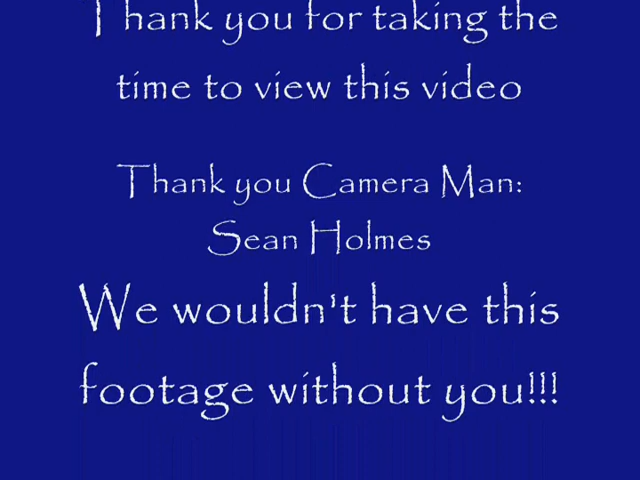 Thank you for taking the
time to view this video
Thank you Camera Man:
Sean Holmes
We wouldn't have this
footage without you!!!